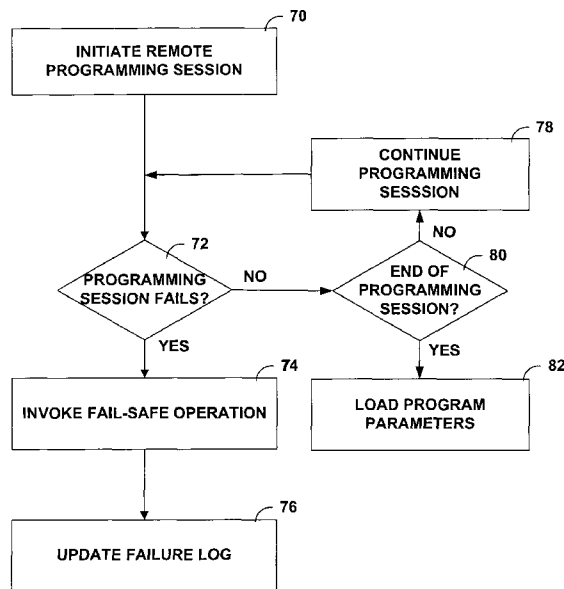 70
INITIATE REMOTE
PROGRAMMING SESSION
78
CONTINUE
PROGRAMMING
SESSSION
72
PROGRAMMING
SESSION FAILS?
NO
NO
80
END OF
PROGRAMMING
SESSION?
YES
YES
74
INVOKE FAIL-SAFE OPERATION
82
LOAD PROGRAM
PARAMETERS
76
UPDATE FAILURE LOG